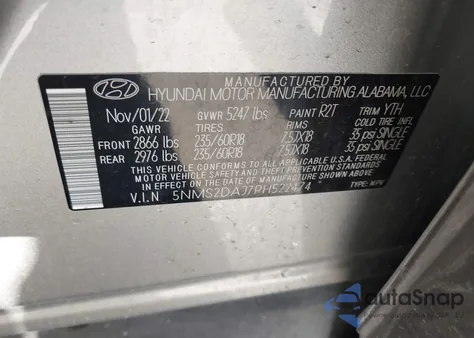 MANUFACTURED BY
HYUNDAI MOTOR MANUFACTURING ALABAMA, LLC
Nov/01/22 GVWR 5247 lbs PAINT R2T TRIM YTH
GAWR TIRES RIMS COLD TIRE INF.
FRONT 2866 lbs 235/60R18 7.5JX18 35 psi SINGLE
REAR 2976 lbs 235/60R18 7.5JX18 35 psi SINGLE
THIS VEHICLE CONFORMS TO ALL APPLICABLE U.S.A. FEDERAL
MOTOR VEHICLE SAFETY AND
THEFT PREVENTION STANDARDS IN EFFECT ON THE DATE OF
MANUFACTURE SHOWN ABOVE.
V.I.N 5NMS2DAJ7PH527474 TYPE: MPV
AutoSnap